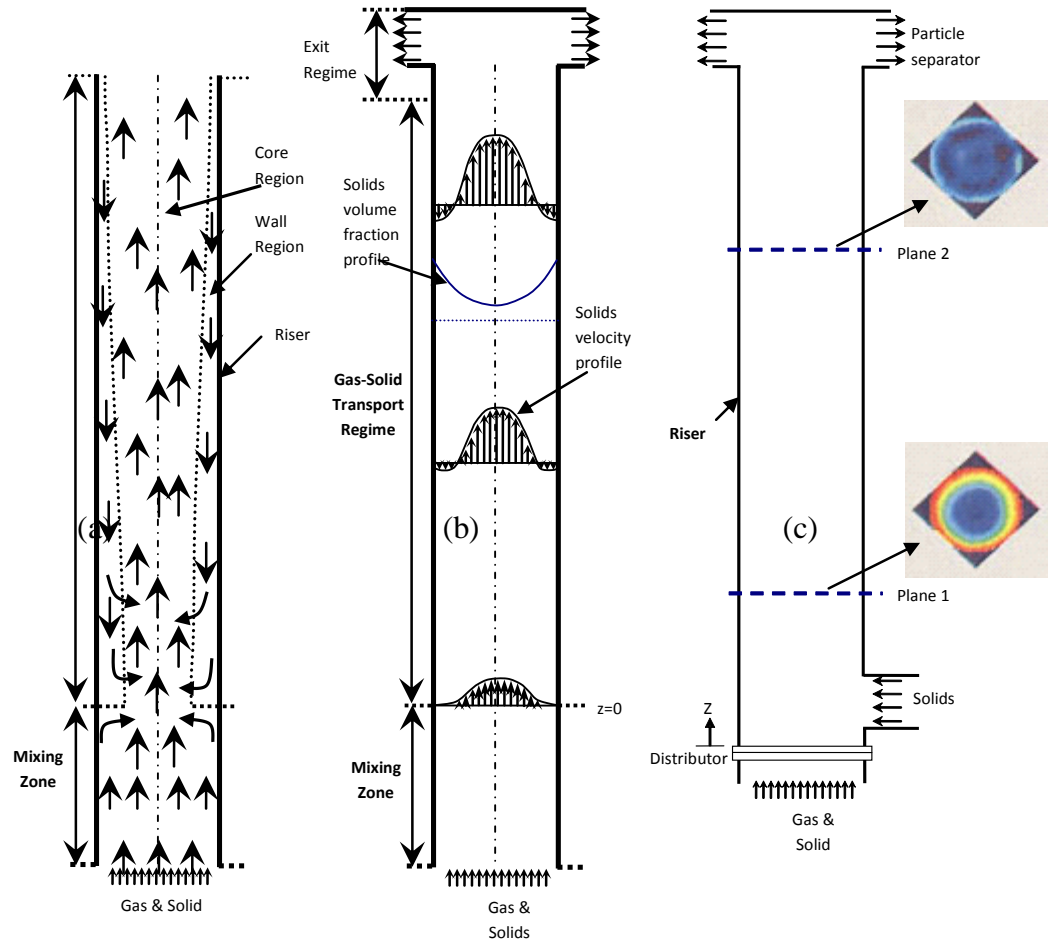 Core
Region
Wall
Region
Riser
(a)
Mixing
Zone
Gas & Solid
Exit
Regime
Solids
volume
fraction
profile
Solids
velocity
profile
Gas-Solid
Transport
Regime
(b)
z=0
Mixing
Zone
Gas &
Solids
Particle
separator
Plane 2
Riser
(c)
Plane 1
Z
Solids
Distributor
Gas &
Solid